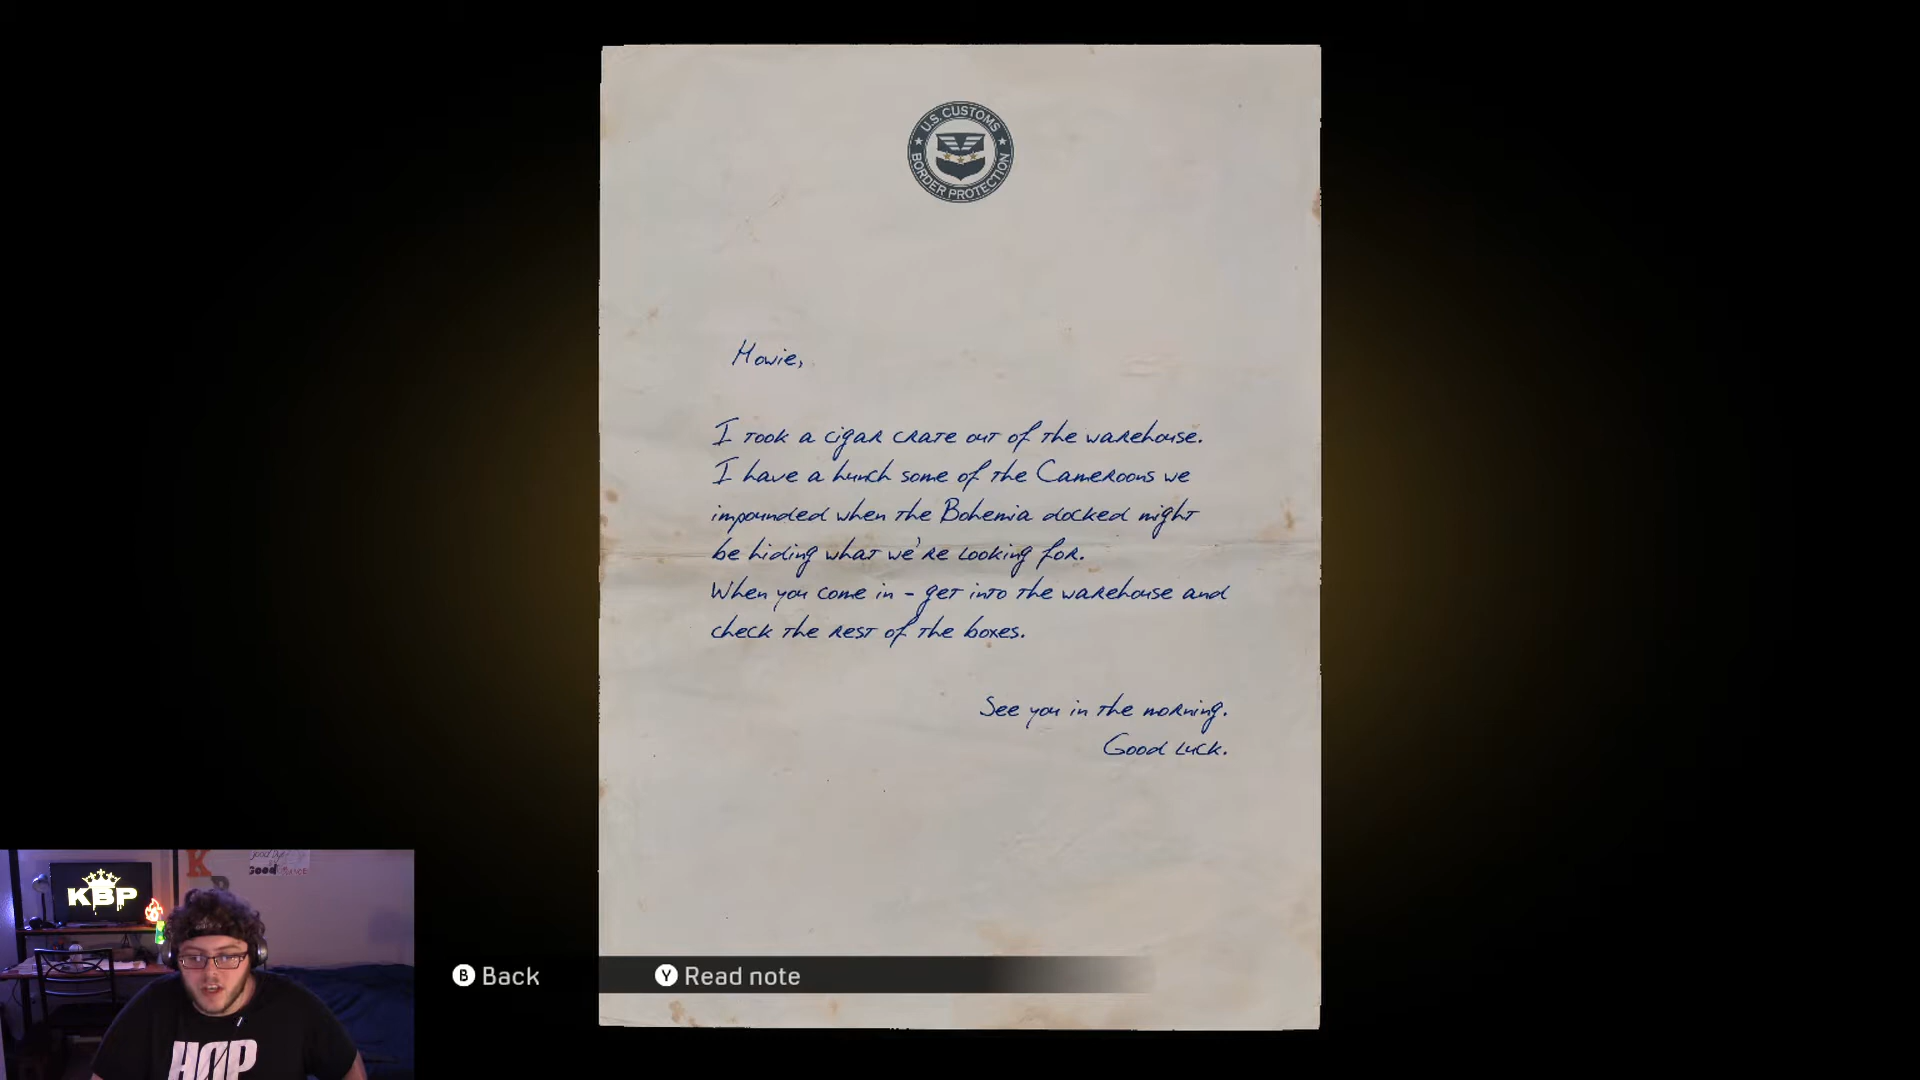 U.S. CUSTOMS
BORDER PROTECTION
Howie,
I took a cigar crate out of the warehouse.
I have a hunch some of the Cameroons we
impounded when the Bohemia docked might
be hiding what we're looking for.
When you come in - get into the warehouse and
check the rest of the boxes.
See you in the morning.
Good luck.
Good
K
KBP
HOP
B Back
Y Read note